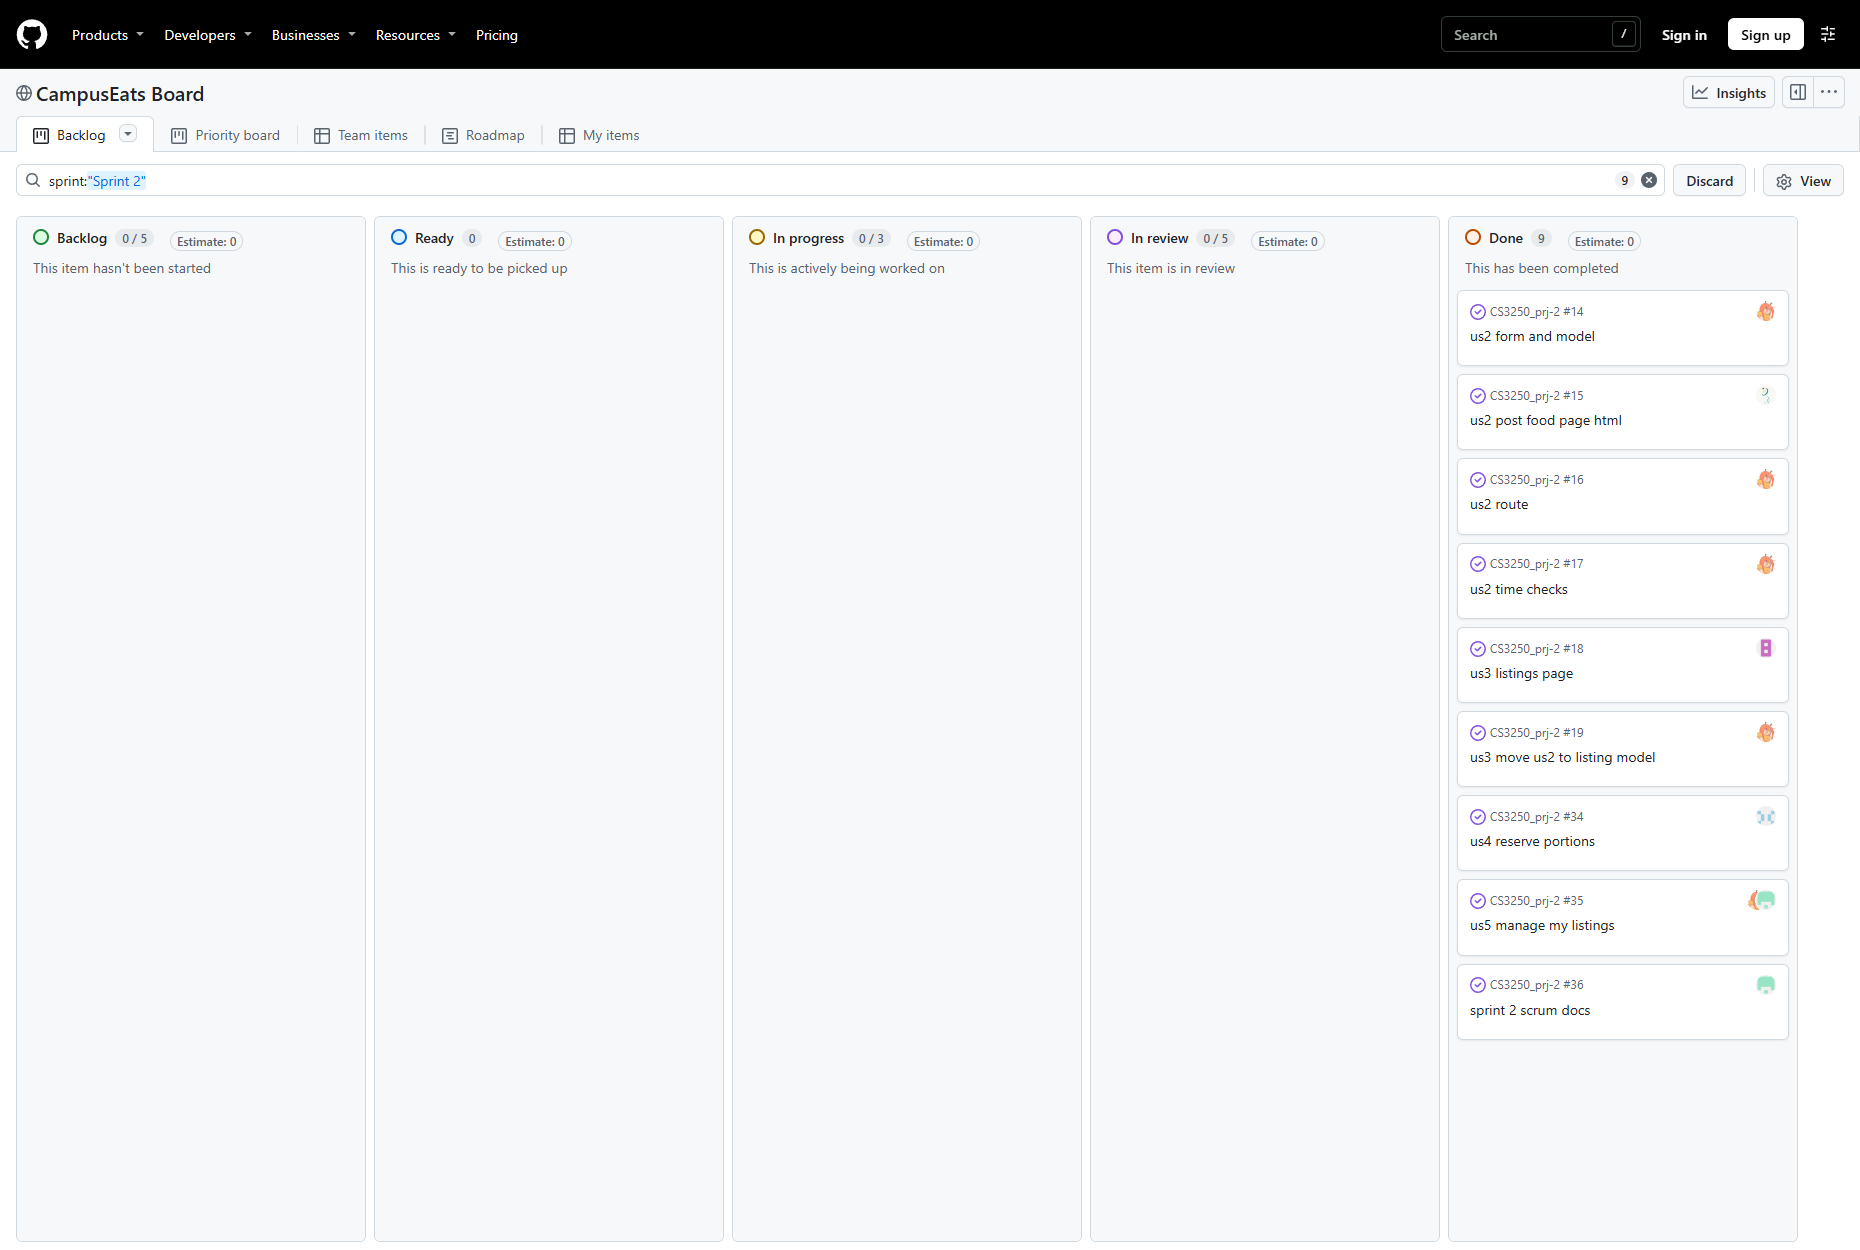 Products Developers Businesses Resources Pricing Search / Sign in Sign up
CampusEats Board Insights
Backlog Priority board Team items Roadmap My items
sprint:"Sprint 2" 9 Discard View
Backlog 0 / 5 Estimate: 0
This item hasn't been started
Ready 0 Estimate: 0
This is ready to be picked up
In progress 0 / 3 Estimate: 0
This is actively being worked on
In review 0 / 5 Estimate: 0
This item is in review
Done 9 Estimate: 0
This has been completed
CS3250_prj-2 #14
us2 form and model
CS3250_prj-2 #15
us2 post food page html
CS3250_prj-2 #16
us2 route
CS3250_prj-2 #17
us2 time checks
CS3250_prj-2 #18
us3 listings page
CS3250_prj-2 #19
us3 move us2 to listing model
CS3250_prj-2 #34
us4 reserve portions
CS3250_prj-2 #35
us5 manage my listings
CS3250_prj-2 #36
sprint 2 scrum docs